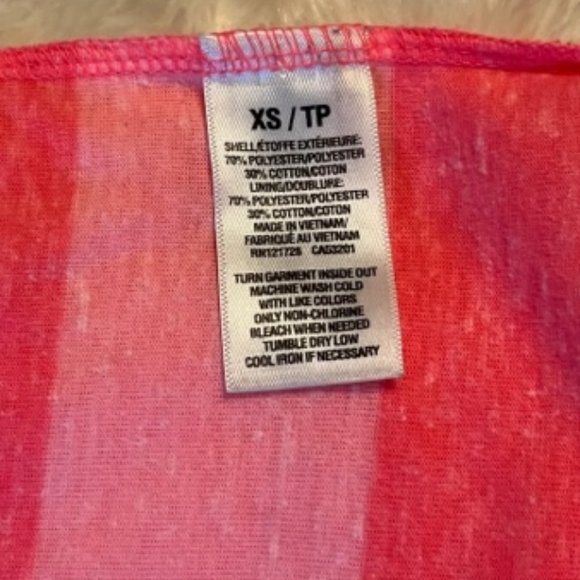 XS / TP
SHELL/ÉTOFFE EXTÉRIEURE:
70% POLYESTER/POLYESTER
30% COTTON/COTON
LINING/DOUBLURE:
70% POLYESTER/POLYESTER
30% COTTON/COTON
MADE IN VIETNAM/
FABRIQUÉ AU VIETNAM
RN121726 CA53201
TURN GARMENT INSIDE OUT
MACHINE WASH COLD
WITH LIKE COLORS
ONLY NON-CHLORINE
BLEACH WHEN NEEDED
TUMBLE DRY LOW
COOL IRON IF NECESSARY